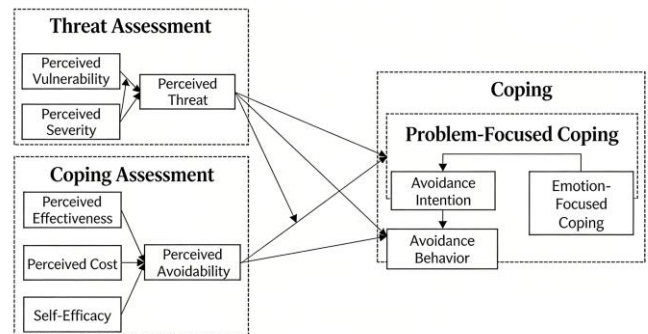 Threat Assessment
Perceived
Vulnerability
Perceived
Severity
Perceived
Threat
Coping Assessment
Perceived
Effectiveness
Perceived Cost
Self-Efficacy
Perceived
Avoidability
Coping
Problem-Focused Coping
Avoidance
Intention
Emotion-
Focused
Coping
Avoidance
Behavior